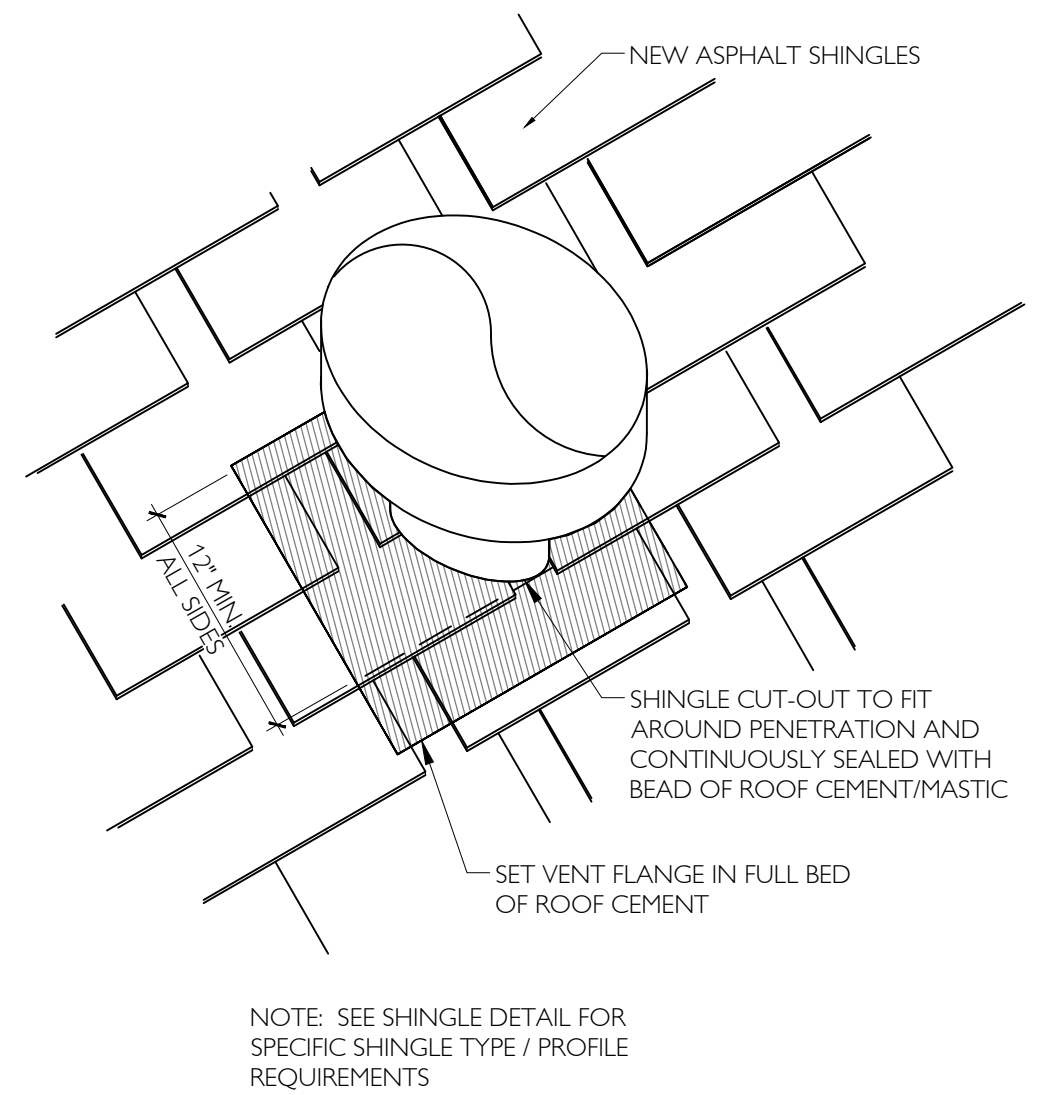 NEW ASPHALT SHINGLES
12" MIN.
ALL SIDES
SHINGLE CUT-OUT TO FIT
AROUND PENETRATION AND
CONTINUOUSLY SEALED WITH
BEAD OF ROOF CEMENT/MASTIC
SET VENT FLANGE IN FULL BED
OF ROOF CEMENT
NOTE: SEE SHINGLE DETAIL FOR
SPECIFIC SHINGLE TYPE / PROFILE
REQUIREMENTS